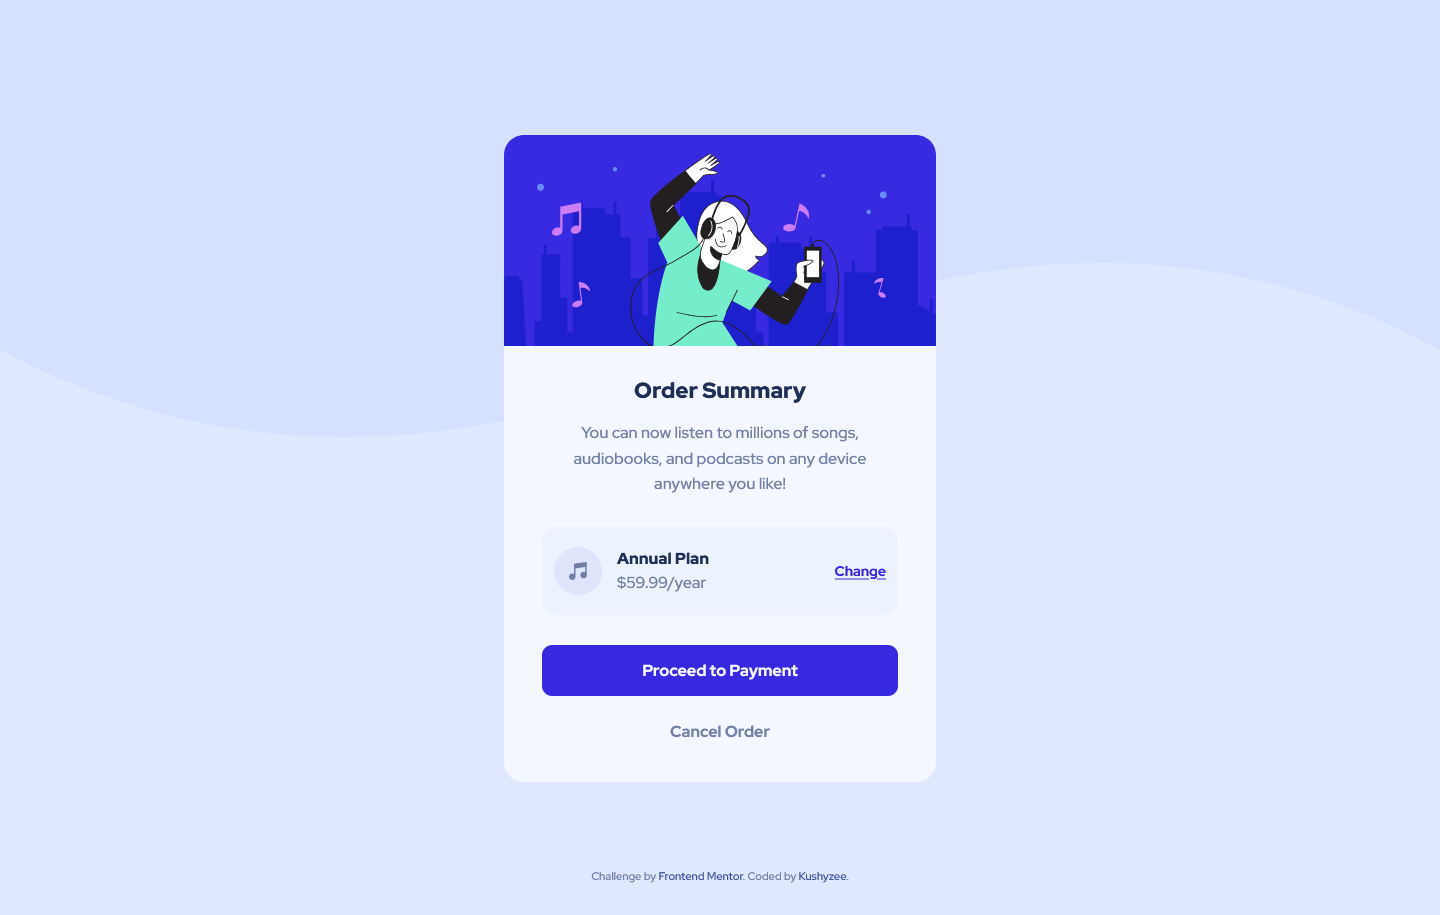 Order Summary
You can now listen to millions of songs,
audiobooks, and podcasts on any device
anywhere you like!
Annual Plan
$59.99/year
Change
Proceed to Payment
Cancel Order
Challenge by Frontend Mentor. Coded by Kushyzee.